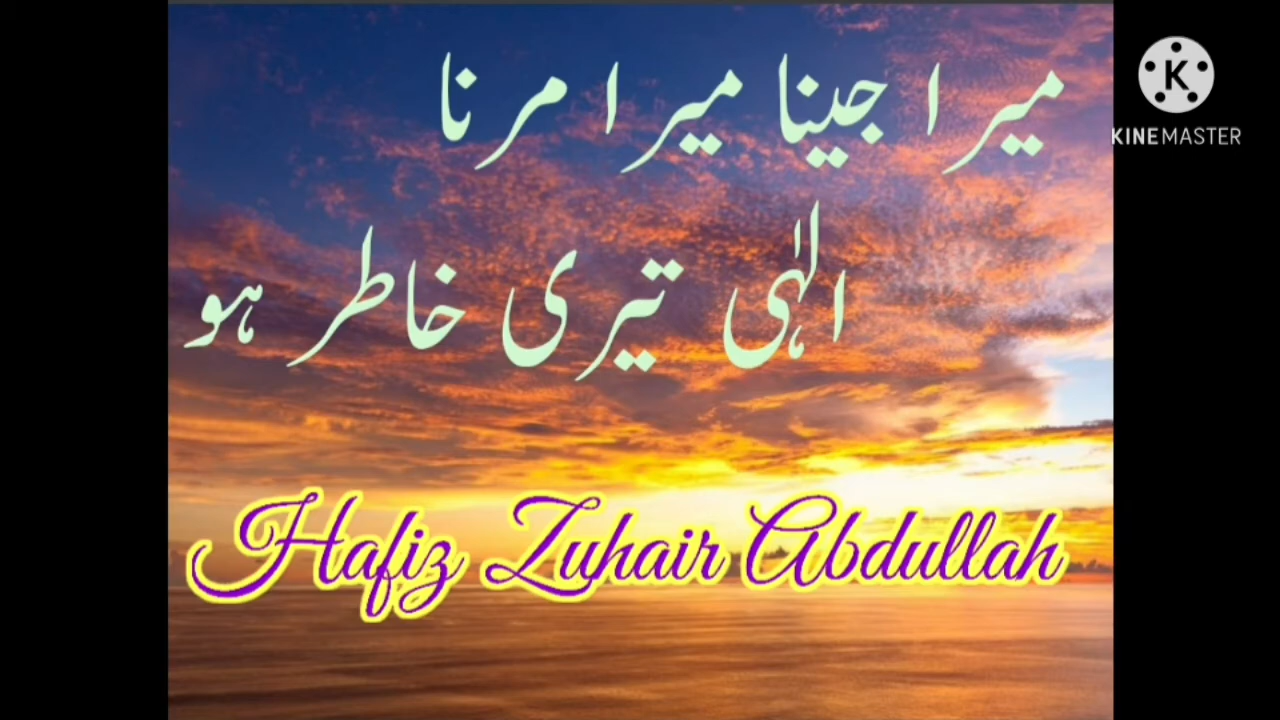 میرا جینا میرا مرنا
الٰہی تیری خاطر ہو
Hafiz Zuhair Abdullah
K
KINEMASTER